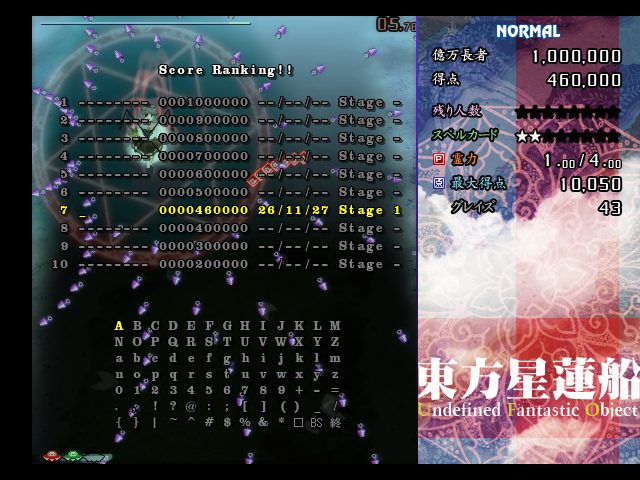 05.78
Score Ranking!!
1 -------- 0001000000 --/--/-- Stage -
2 -------- 0000900000 --/--/-- Stage -
3 -------- 0000800000 --/--/-- Stage -
4 -------- 0000700000 --/--/-- Stage -
5 -------- 0000600000 --/--/-- Stage -
6 -------- 0000500000 --/--/-- Stage -
7 _ 0000460000 26/11/27 Stage 1
8 -------- 0000400000 --/--/-- Stage -
9 -------- 0000300000 --/--/-- Stage -
10 -------- 0000200000 --/--/-- Stage -
A B C D E F G H I J K L M
N O P Q R S T U V W X Y Z
a b c d e f g h i j k l m
n o p q r s t u v w x y z
0 1 2 3 4 5 6 7 8 9 + - =
. , ! ? @ : ; [ ] ( ) _ /
{ } | ~ ^ # $ % & * □ BS 終
NORMAL
億万長者 1,000,000
得点 460,000
残り人数
スペルカード
P 霊力 1.00/4.00
点 最大得点 10,050
グレイズ 43
東方星蓮船
Undefined Fantastic Object